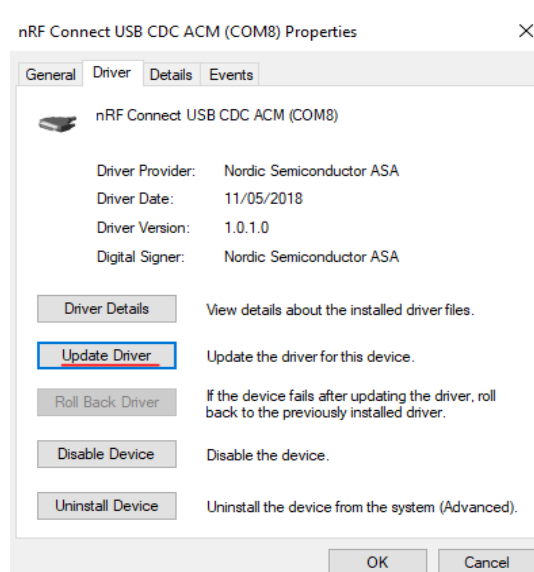 nRF Connect USB CDC ACM (COM8) Properties
General Driver Details Events
nRF Connect USB CDC ACM (COM8)
Driver Provider: Nordic Semiconductor ASA
Driver Date: 11/05/2018
Driver Version: 1.0.1.0
Digital Signer: Nordic Semiconductor ASA
Driver Details View details about the installed driver files.
Update Driver Update the driver for this device.
Roll Back Driver If the device fails after updating the driver, roll
back to the previously installed driver.
Disable Device Disable the device.
Uninstall Device Uninstall the device from the system (Advanced).
OK Cancel